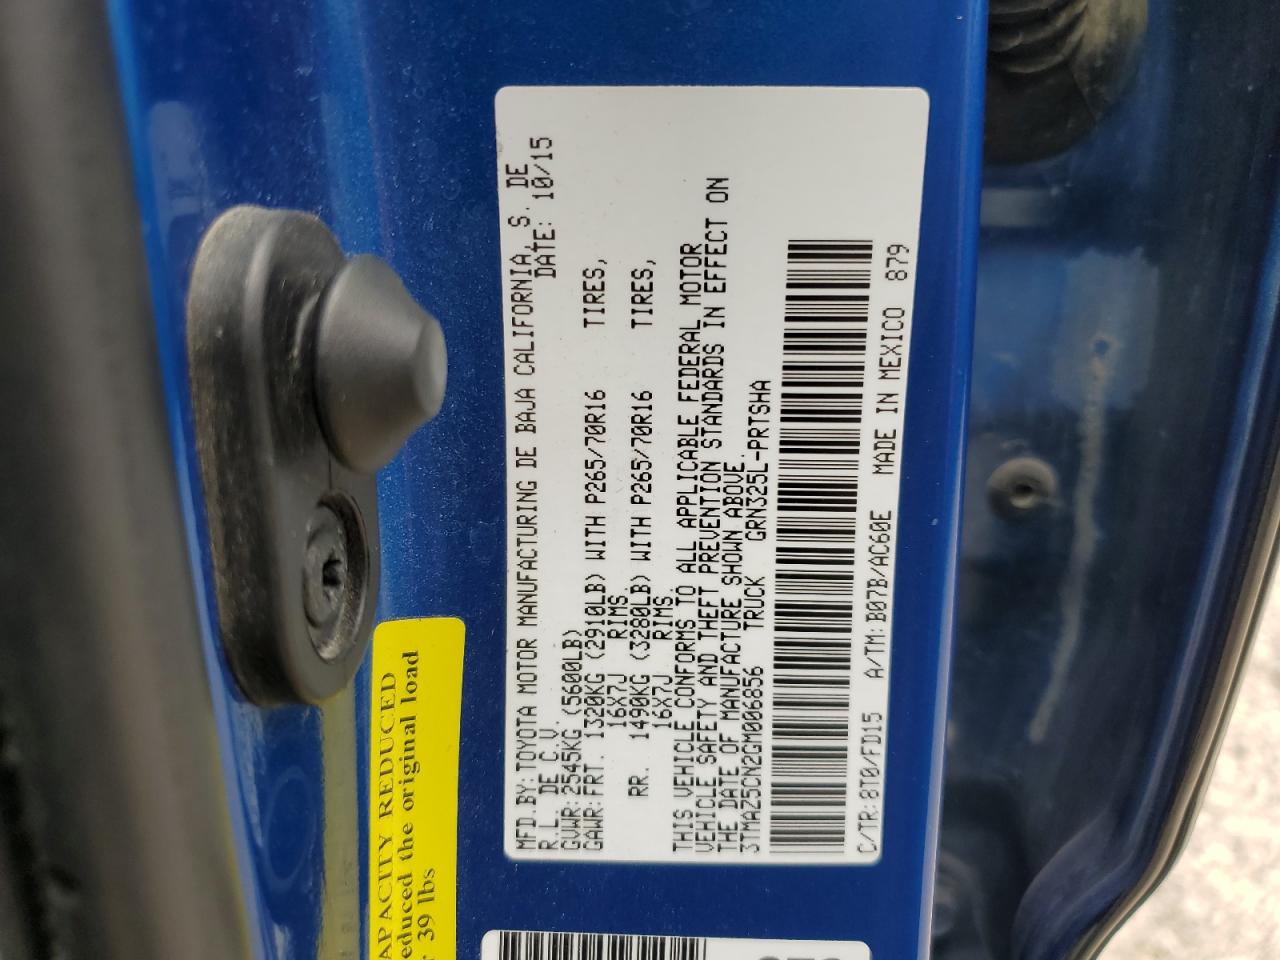 MFD. BY: TOYOTA MOTOR MANUFACTURING DE BAJA CALIFORNIA, S. DE
R. L. DE C.V. DATE: 10/15
GVWR: 2545KG (5600LB)
GAWR: FRT. 1320KG (2910LB) WITH P265/70R16 TIRES,
16X7J RIMS.
RR. 1490KG (3280LB) WITH P265/70R16 TIRES,
16X7J RIMS.
THIS VEHICLE CONFORMS TO ALL APPLICABLE FEDERAL MOTOR
VEHICLE SAFETY AND THEFT PREVENTION STANDARDS IN EFFECT ON
THE DATE OF MANUFACTURE SHOWN ABOVE.
3TMAZ5CN2GM006856 TRUCK GRN325L-PRTSHA
C/TR: 8T0/FD15 A/TM: B07B/AC60E MADE IN MEXICO 879
APACITY REDUCED
educed the original load
39 lbs